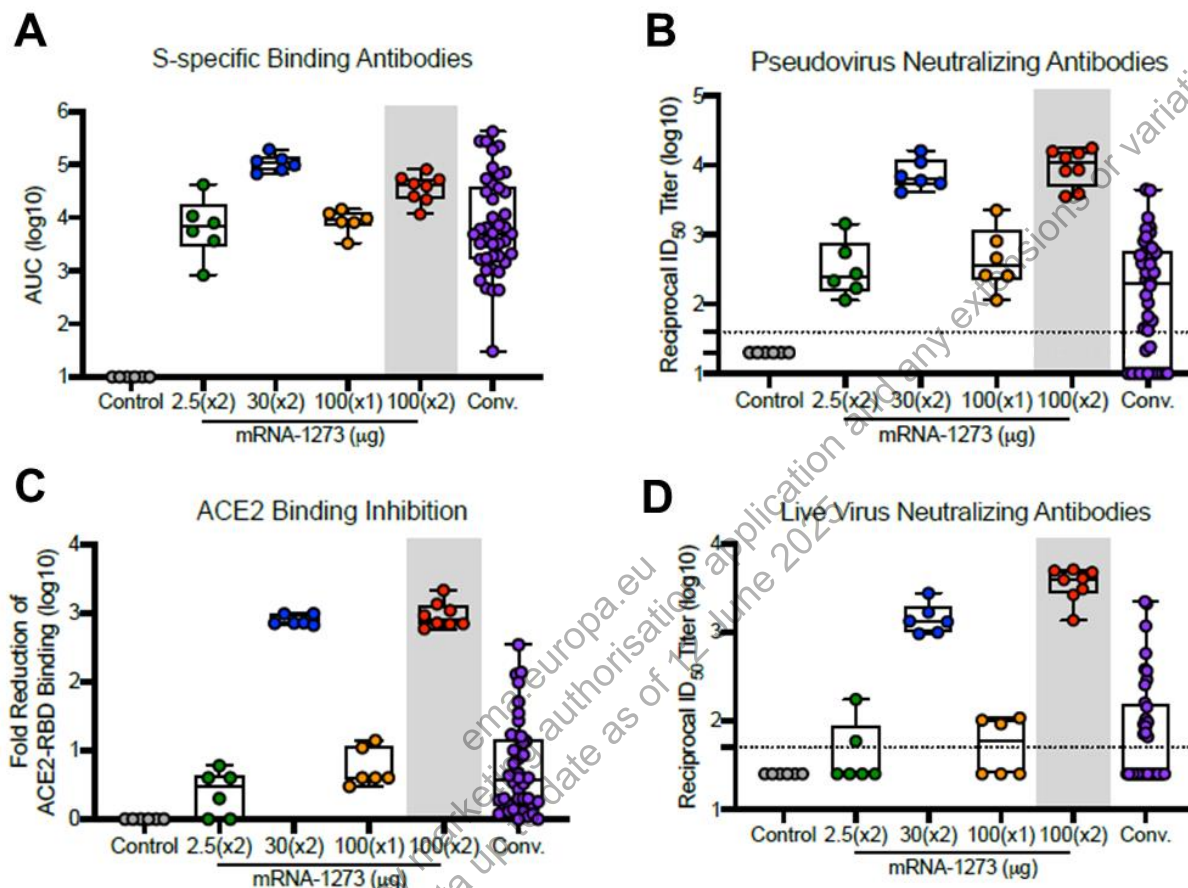 A
S-specific Binding Antibodies
AUC (log10)
6
5
4
3
2
1
Control 2.5(x2) 30(x2) 100(x1) 100(x2) Conv.
mRNA-1273 (μg)
B
Pseudovirus Neutralizing Antibodies
Reciprocal ID50 Titer (log10)
5
4
3
2
1
Control 2.5(x2) 30(x2) 100(x1) 100(x2) Conv.
mRNA-1273 (μg)
C
ACE2 Binding Inhibition
Fold Reduction of
ACE2-RBD Binding (log10)
4
3
2
1
0
Control 2.5(x2) 30(x2) 100(x1) 100(x2) Conv.
mRNA-1273 (μg)
D
Live Virus Neutralizing Antibodies
Reciprocal ID50 Titer (log10)
4
3
2
1
Control 2.5(x2) 30(x2) 100(x1) 100(x2) Conv.
mRNA-1273 (μg)
ema.europa.eu
marketing authorisation application and any extensions or
up to date as of 12 June 2025